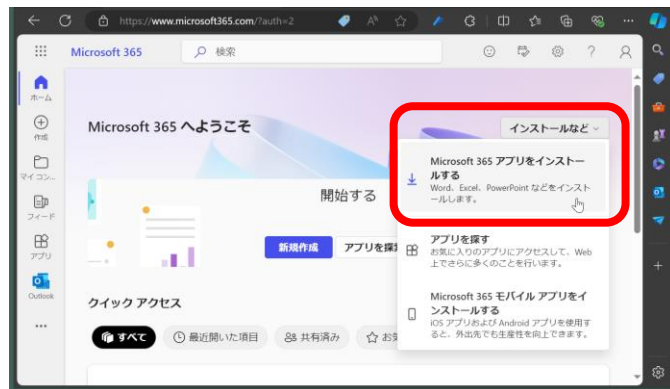 https://www.microsoft365.com/?auth=2
Microsoft 365
検索
ホーム
作成
マイ コン...
フィード
アプリ
Outlook
Microsoft 365 へようこそ
インストールなど
Microsoft 365 アプリをインストー
ルする
Word、Excel、PowerPoint などをインスト
ールします。
開始する
新規作成
アプリを探
アプリを探す
お気に入りのアプリにアクセスして、Web
上でさらに多くのことを行います。
Microsoft 365 モバイル アプリをイ
ンストールする
iOS アプリおよび Android アプリを使用す
ると、外出先でも生産性を向上できます。
クイック アクセス
すべて
最近開いた項目
共有済み
お気